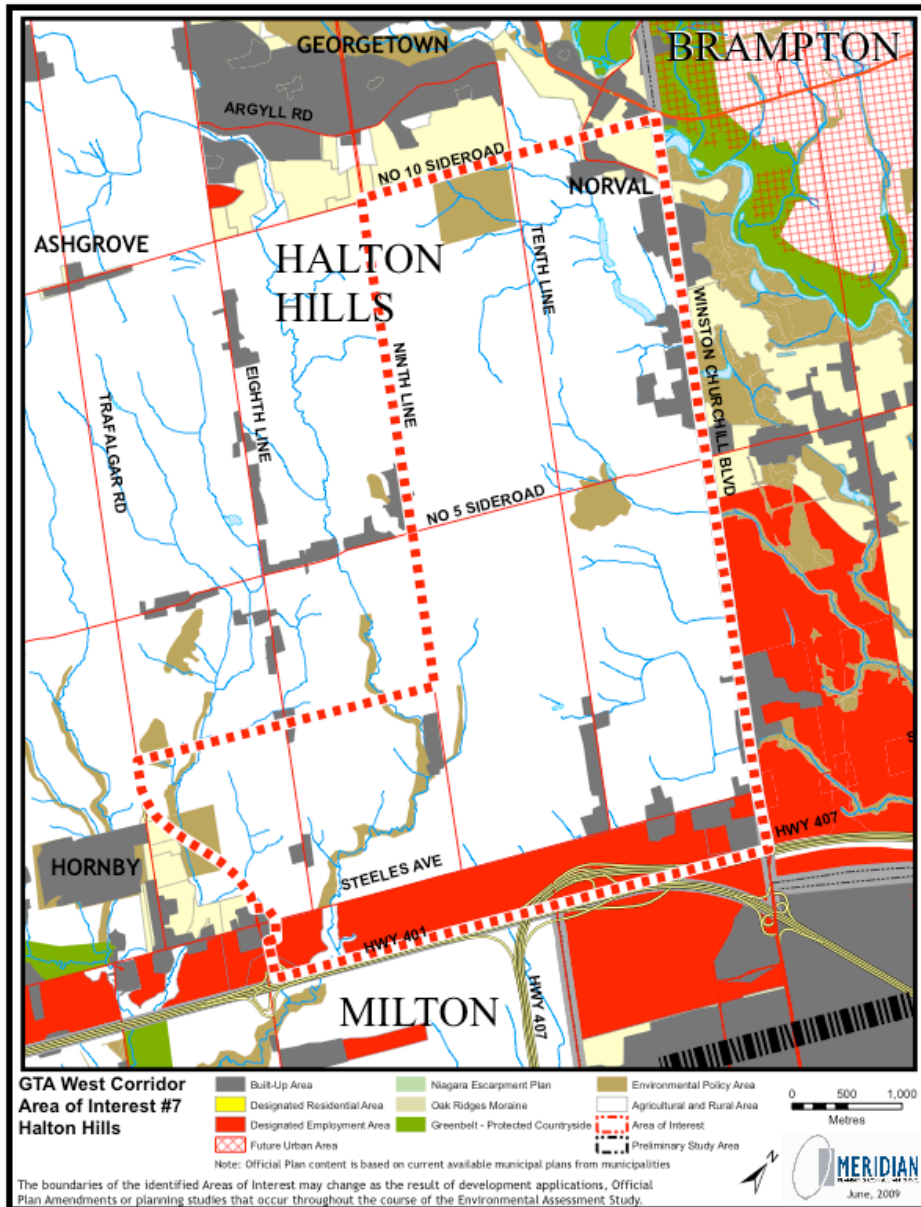 GEORGETOWN
BRAMPTON
ARGYLL RD
NO 10 SIDEROAD
NORVAL
ASHGROVE
HALTON
HILLS
TENTH LINE
WINSTON CHURCHILL BLVD
NINTH LINE
EIGHTH LINE
TRAFALGAR RD
NO 5 SIDEROAD
HWY 407
HORNBY
STEELES AVE
HWY 401
MILTON
HWY 407
GTA West Corridor
Area of Interest #7
Halton Hills
Built-Up Area
Designated Residential Area
Designated Employment Area
Future Urban Area
Niagara Escarpment Plan
Oak Ridges Moraine
Greenbelt - Protected Countryside
Environmental Policy Area
Agricultural and Rural Area
Area of Interest
Preliminary Study Area
0 500 1,000
Metres
Note: Official Plan content is based on current available municipal plans from municipalities
The boundaries of the identified Areas of Interest may change as the result of development applications, Official
Plan Amendments or planning studies that occur throughout the course of the Environmental Assessment Study.
MERIDIAN
June, 2009